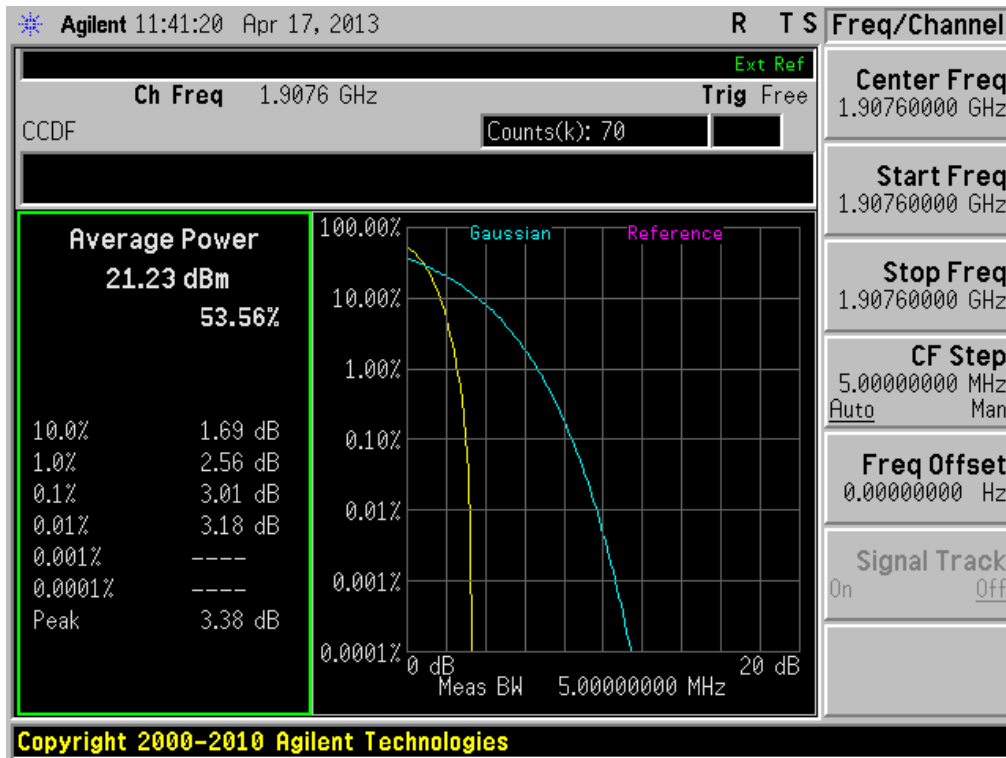 Agilent 11:41:20 Apr 17, 2013 R T S
Ext Ref
Ch Freq 1.9076 GHz Trig Free
CCDF Counts(k): 70
Average Power
21.23 dBm
53.56%
10.0% 1.69 dB
1.0% 2.56 dB
0.1% 3.01 dB
0.01% 3.18 dB
0.001% ----
0.0001% ----
Peak 3.38 dB
Gaussian Reference
100.00%
10.00%
1.00%
0.10%
0.01%
0.001%
0.0001%
0 dB 20 dB
Meas BW 5.00000000 MHz
Freq/Channel
Center Freq
1.90760000 GHz
Start Freq
1.90760000 GHz
Stop Freq
1.90760000 GHz
CF Step
5.00000000 MHz
Auto Man
Freq Offset
0.00000000 Hz
Signal Track
On Off
Copyright 2000-2010 Agilent Technologies